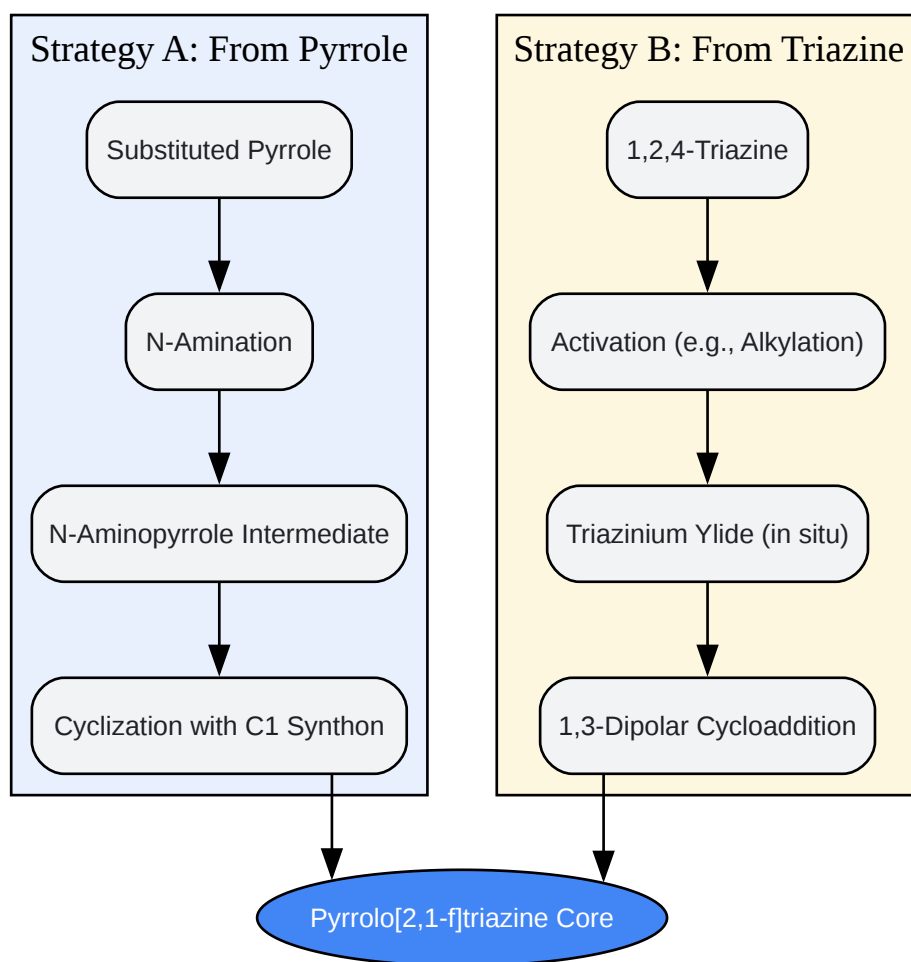 Strategy A: From Pyrrole
Substituted Pyrrole
N-Amination
N-Aminopyrrole Intermediate
Cyclization with C1 Synthon
Strategy B: From Triazine
1,2,4-Triazine
Activation (e.g., Alkylation)
Triazinium Ylide (in situ)
1,3-Dipolar Cycloaddition
Pyrrolo[2,1-f]triazine Core